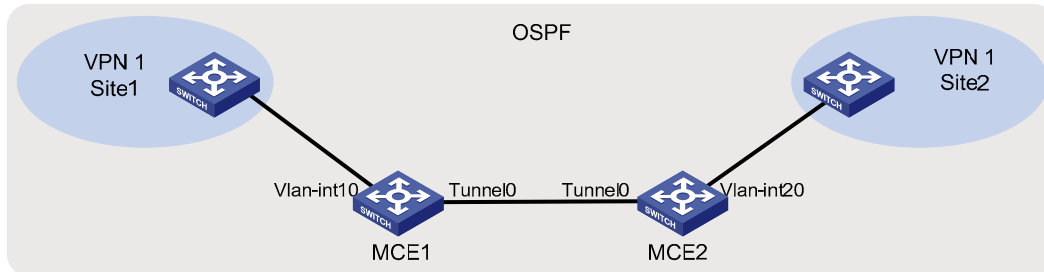 OSPF
VPN 1
Site1
SWITCH
VPN 1
Site2
SWITCH
Vlan-int10
Tunnel0
Tunnel0
Vlan-int20
SWITCH
SWITCH
MCE1
MCE2